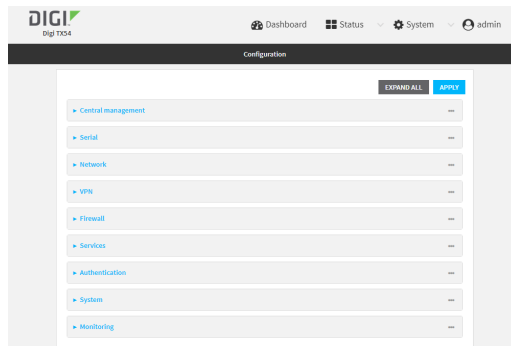 DIGI
Digi TX54
Dashboard
Status
System
admin
Configuration
EXPAND ALL
APPLY
Central management
Serial
Network
VPN
Firewall
Services
Authentication
System
Monitoring